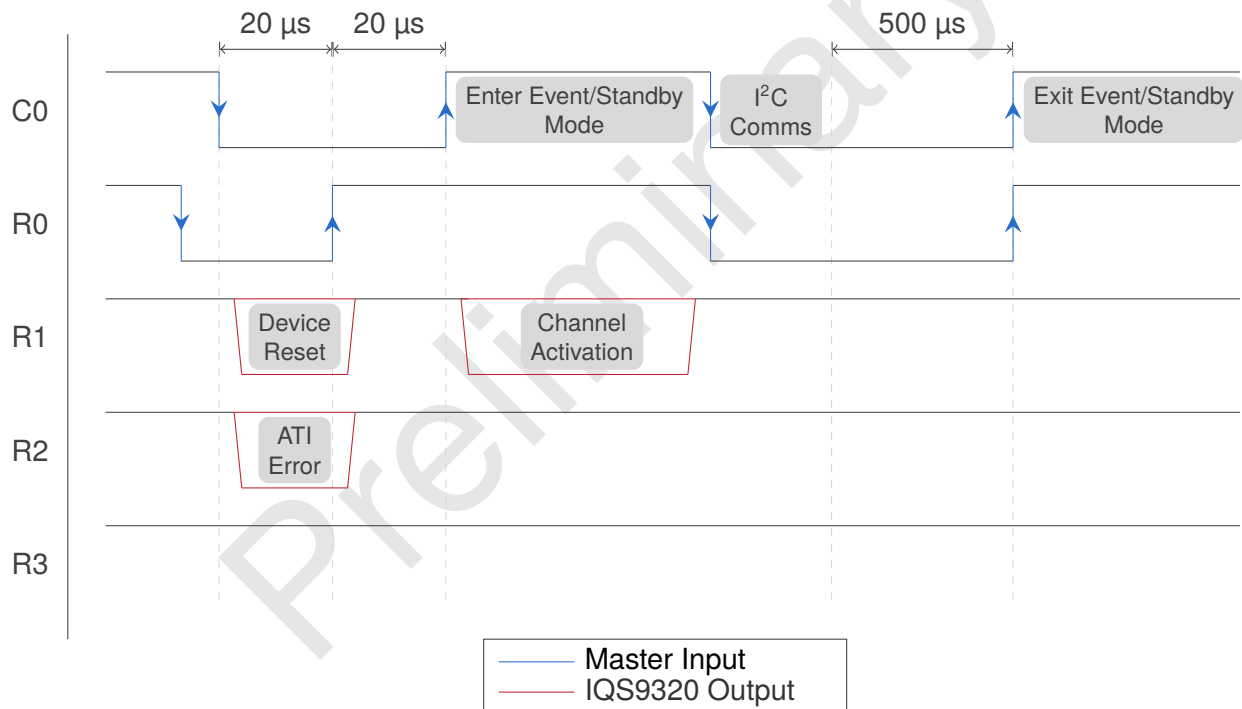 20 µs
20 µs
500 µs
C0
Enter Event/Standby
Mode
I²C
Comms
Exit Event/Standby
Mode
R0
R1
Device
Reset
Channel
Activation
R2
ATI
Error
R3
Preliminary
Master Input
IQS9320 Output